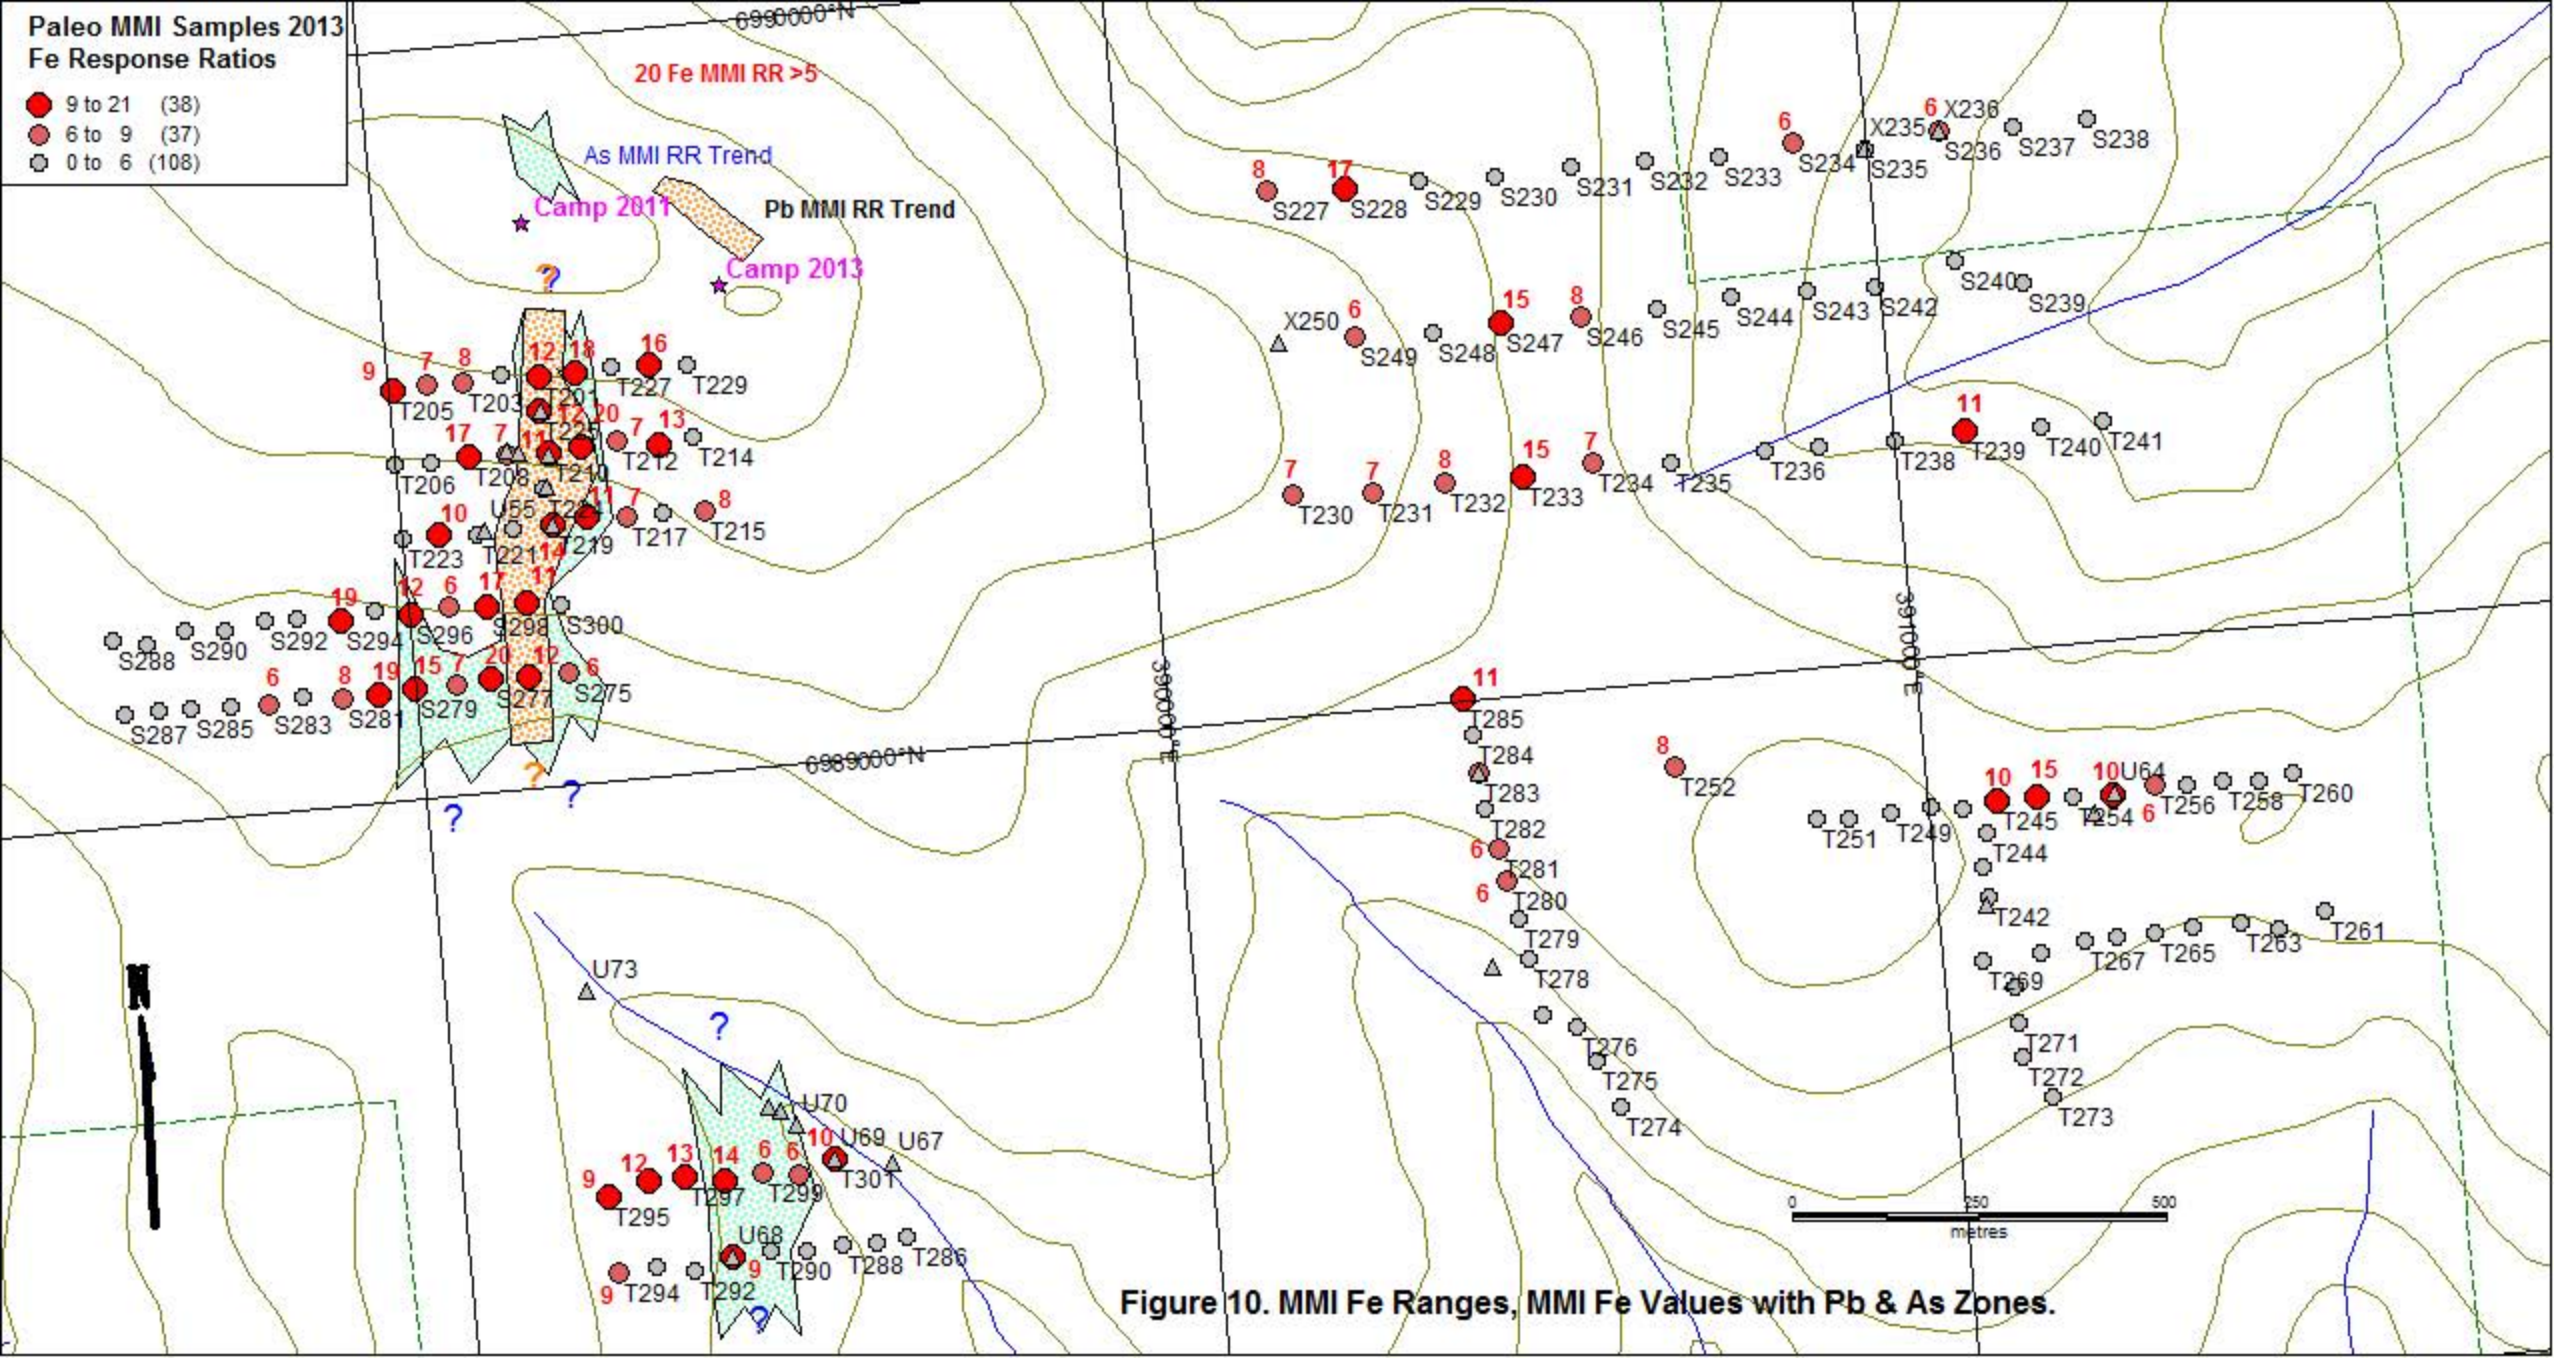 Paleo MMI Samples 2013
Fe Response Ratios
9 to 21 (38)
6 to 9 (37)
0 to 6 (108)
6990000°N
20 Fe MMI RR >5
As MMI RR Trend
Camp 2011
Pb MMI RR Trend
Camp 2013
?
?
6 X236
6 X235
S238
S237
S236
S235
S234
S233
S232
S231
S230
8 17
S229
S228
S227
S240
S239
S242
S243
S244
S245
8
S246
15
S247
S248
6
S249
X250
9 7 8 12 18 16
T205 T203 T201 T227 T229
17 7 11 12 20 7 13
T225
T206 T208 T210 T212 T214
10 U55 11 7 8
T224
T223 T221 T219 T217 T215
14
7 7 8 15 7 11
T230 T231 T232 T233 T234 T235 T236 T238 T239 T240 T241
19 12 6 17 11
S288 S290 S292 S294 S296 S298 S300
6 8 19 15 7 20 12 6
S287 S285 S283 S281 S279 S277 S275
?
?
?
6989000°N
390000°E
391000°E
11
T285
T284
T283
T282
6
T281
6
T280
T279
T278
T276
T275
T274
8
T252
10 15 10 U64
T251 T249 T245 T254 6 T256 T258 T260
T244
T242
T269 T267 T265 T263 T261
T271
T272
T273
N
U73
?
U70
9 12 13 14 6 6 10 U69 U67
T295 T297 T299 T301
U68
9 T294 T292 9 T290 T288 T286
?
0 250 500
metres
Figure 10. MMI Fe Ranges, MMI Fe Values with Pb & As Zones.